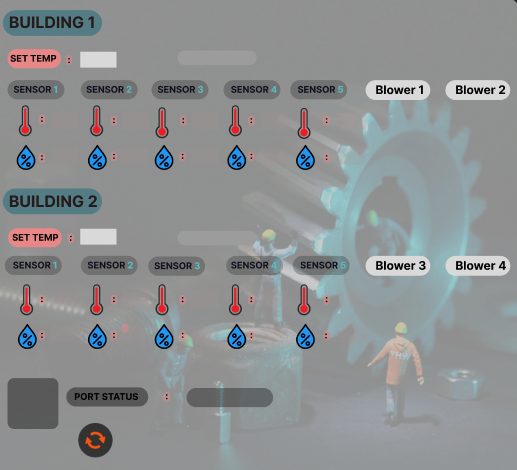 BUILDING 1
SET TEMP :
SENSOR 1 SENSOR 2 SENSOR 3 SENSOR 4 SENSOR 5 Blower 1 Blower 2
: : : : :
% : % : % : % : % :
BUILDING 2
SET TEMP :
SENSOR 1 SENSOR 2 SENSOR 3 SENSOR 4 SENSOR 5 Blower 3 Blower 4
: : : : :
% : % : % : % : % :
PORT STATUS :